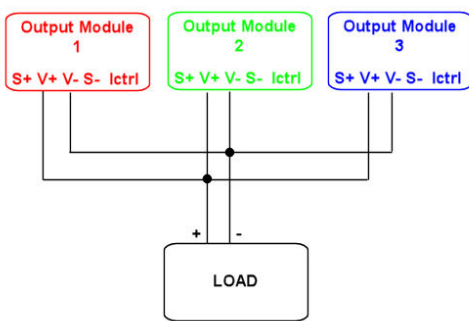 Output Module
1
S+ V+ V- S- Ictrl
Output Module
2
S+ V+ V- S- Ictrl
Output Module
3
S+ V+ V- S- Ictrl
+ -
LOAD